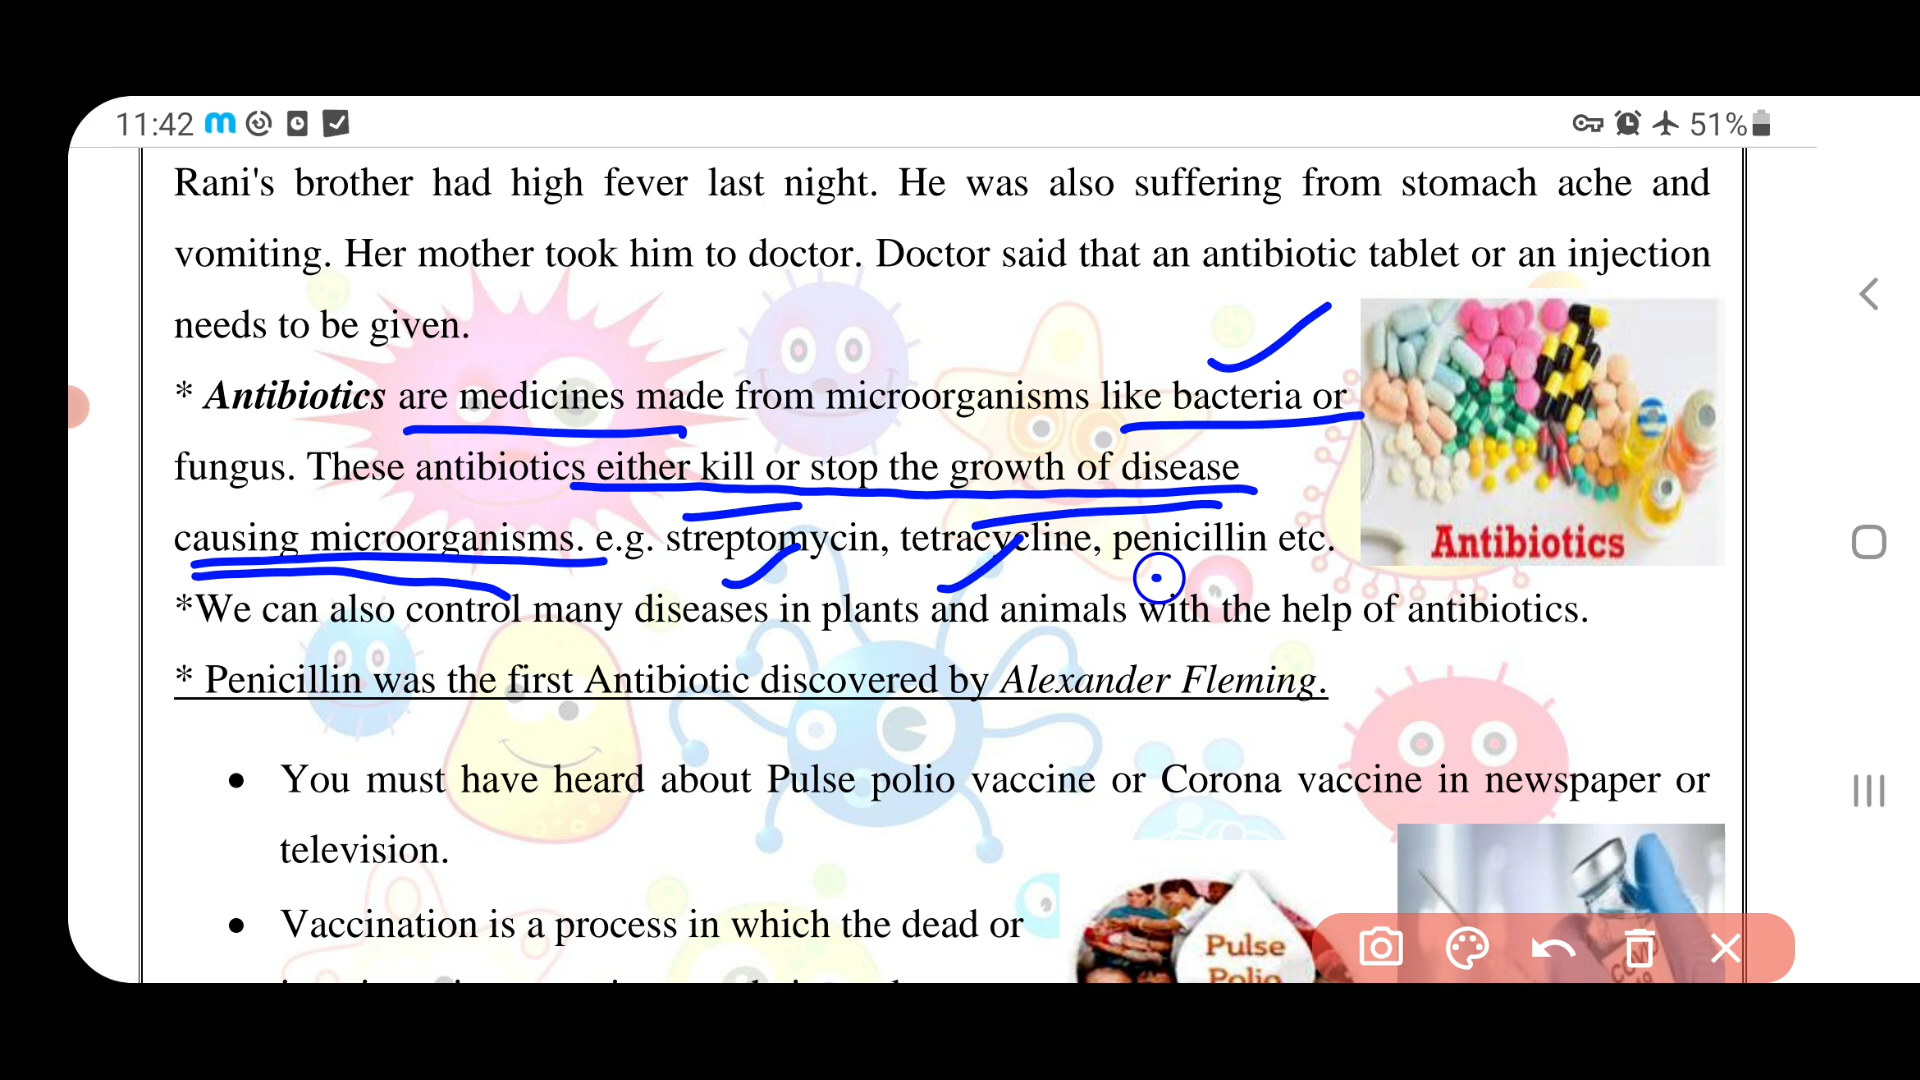 11:42
51%
Rani's brother had high fever last night. He was also suffering from stomach ache and
vomiting. Her mother took him to doctor. Doctor said that an antibiotic tablet or an injection
needs to be given.
* Antibiotics are medicines made from microorganisms like bacteria or
fungus. These antibiotics either kill or stop the growth of disease
causing microorganisms. e.g. streptomycin, tetracycline, penicillin etc.
Antibiotics
*We can also control many diseases in plants and animals with the help of antibiotics.
* Penicillin was the first Antibiotic discovered by Alexander Fleming.
• You must have heard about Pulse polio vaccine or Corona vaccine in newspaper or
television.
• Vaccination is a process in which the dead or
Pulse
Polio